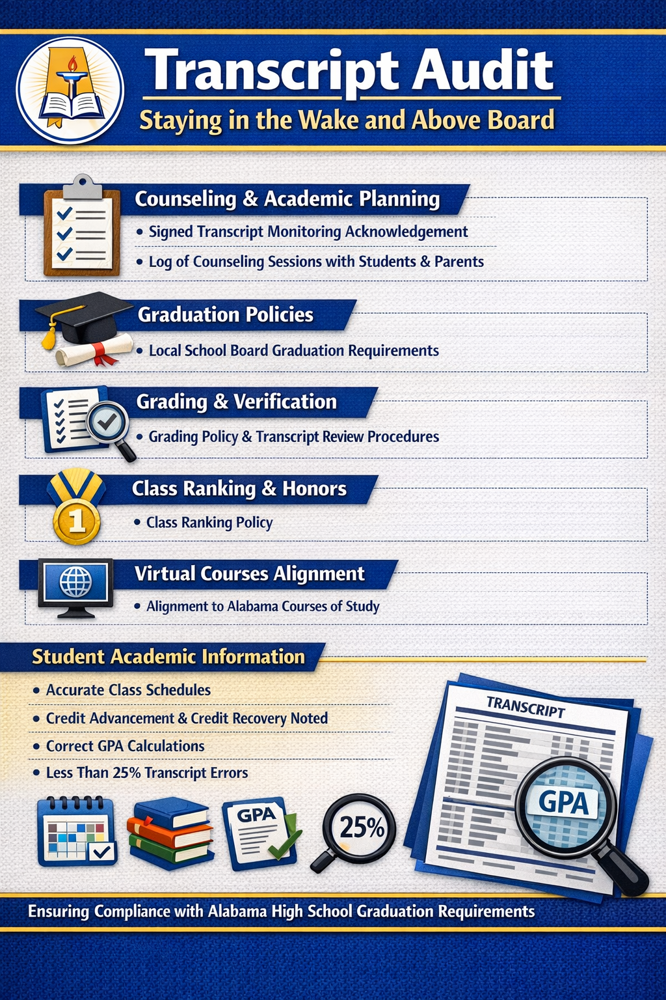 Transcript Audit
Staying in the Wake and Above Board
Counseling & Academic Planning
• Signed Transcript Monitoring Acknowledgement
• Log of Counseling Sessions with Students & Parents
Graduation Policies
• Local School Board Graduation Requirements
Grading & Verification
• Grading Policy & Transcript Review Procedures
Class Ranking & Honors
1
• Class Ranking Policy
Virtual Courses Alignment
• Alignment to Alabama Courses of Study
Student Academic Information
• Accurate Class Schedules
• Credit Advancement & Credit Recovery Noted
• Correct GPA Calculations
• Less Than 25% Transcript Errors
GPA
25%
TRANSCRIPT
GPA
Ensuring Compliance with Alabama High School Graduation Requirements